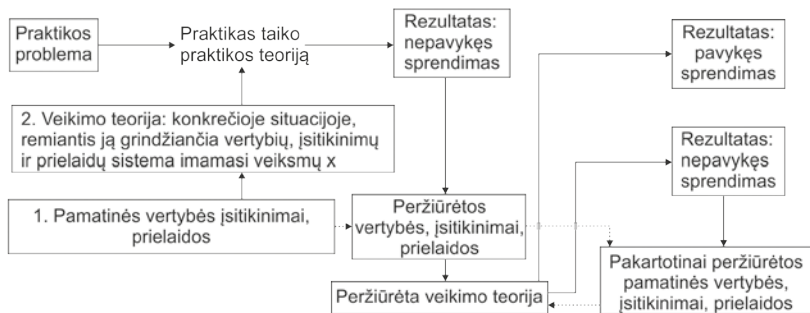 Praktikos
problema
Praktikas taiko
praktikos teoriją
Rezultatas:
nepavykęs
sprendimas
Rezultatas:
pavykęs
sprendimas
2. Veikimo teorija: konkrečioje situacijoje,
remiantis ją grindžiančia vertybių, įsitikinimų
ir prielaidų sistema imamasi veiksmų x
Rezultatas:
nepavykęs
sprendimas
1. Pamatinės vertybės įsitikinimai,
prielaidos
Peržiūrėtos
vertybės, įsitikinimai,
prielaidos
Pakartotinai peržiūrėtos
pamatinės vertybės,
įsitikinimai, prielaidos
Peržiūrėta veikimo teorija